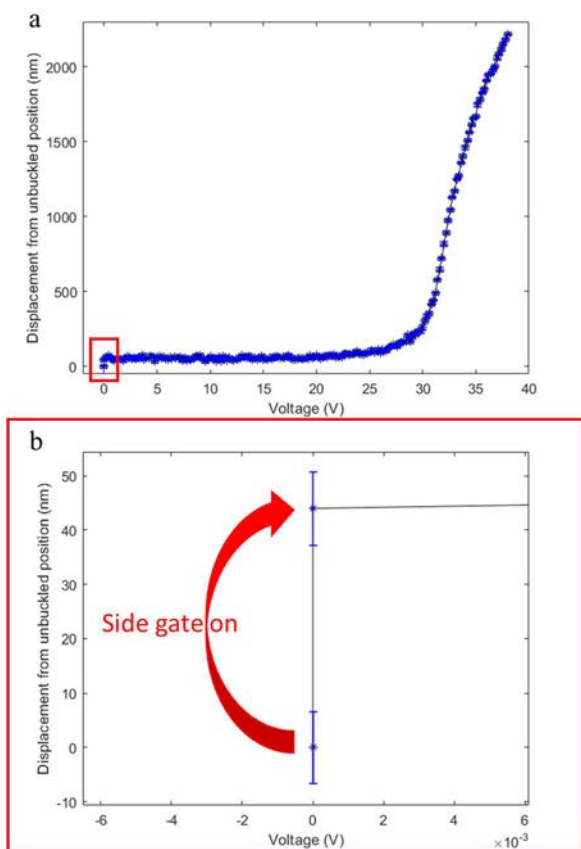 a
Displacement from unbuckled position (nm)
2000
1500
1000
500
0
0 5 10 15 20 25 30 35 40
Voltage (V)
b
Displacement from unbuckled position (nm)
50
40
30
20
10
0
-10
Side gate on
-6 -4 -2 0 2 4 6
Voltage (V)
×10⁻³